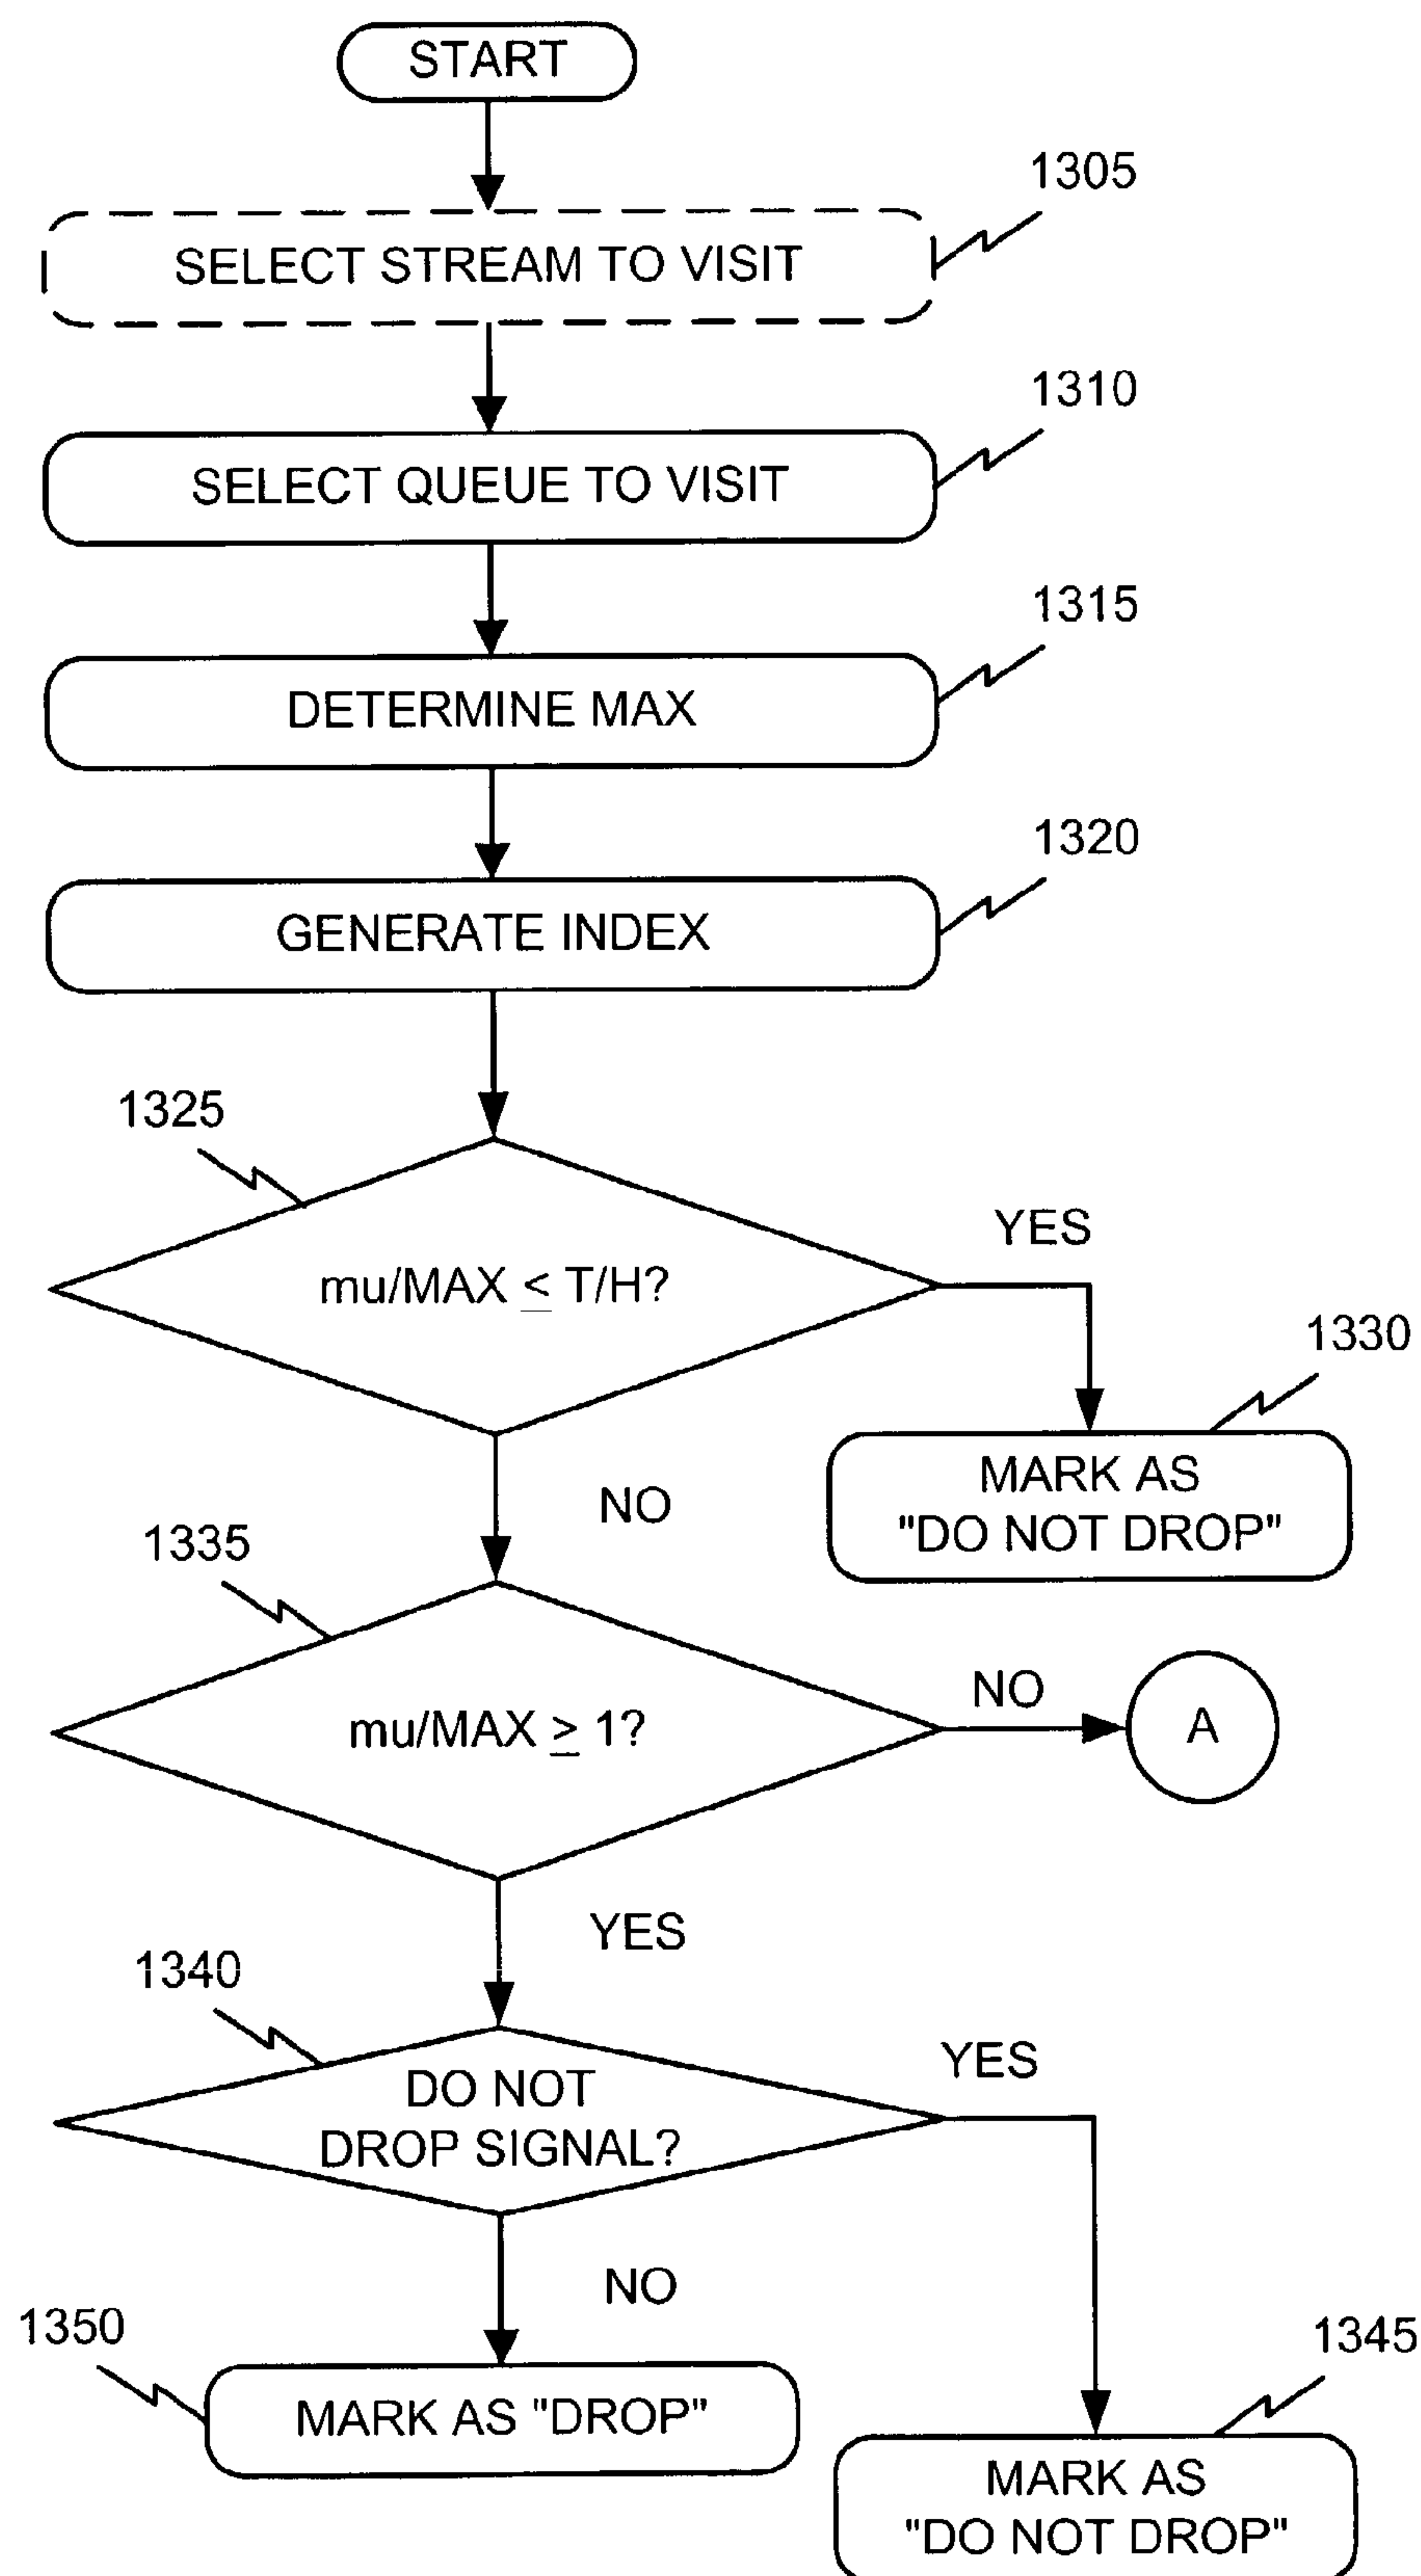 START
1305
SELECT STREAM TO VISIT
1310
SELECT QUEUE TO VISIT
1315
DETERMINE MAX
1320
GENERATE INDEX
1325
mu/MAX ≤ T/H?
YES
1330
MARK AS
"DO NOT DROP"
NO
1335
mu/MAX ≥ 1?
NO
A
YES
1340
DO NOT
DROP SIGNAL?
YES
NO
1350
MARK AS "DROP"
1345
MARK AS
"DO NOT DROP"